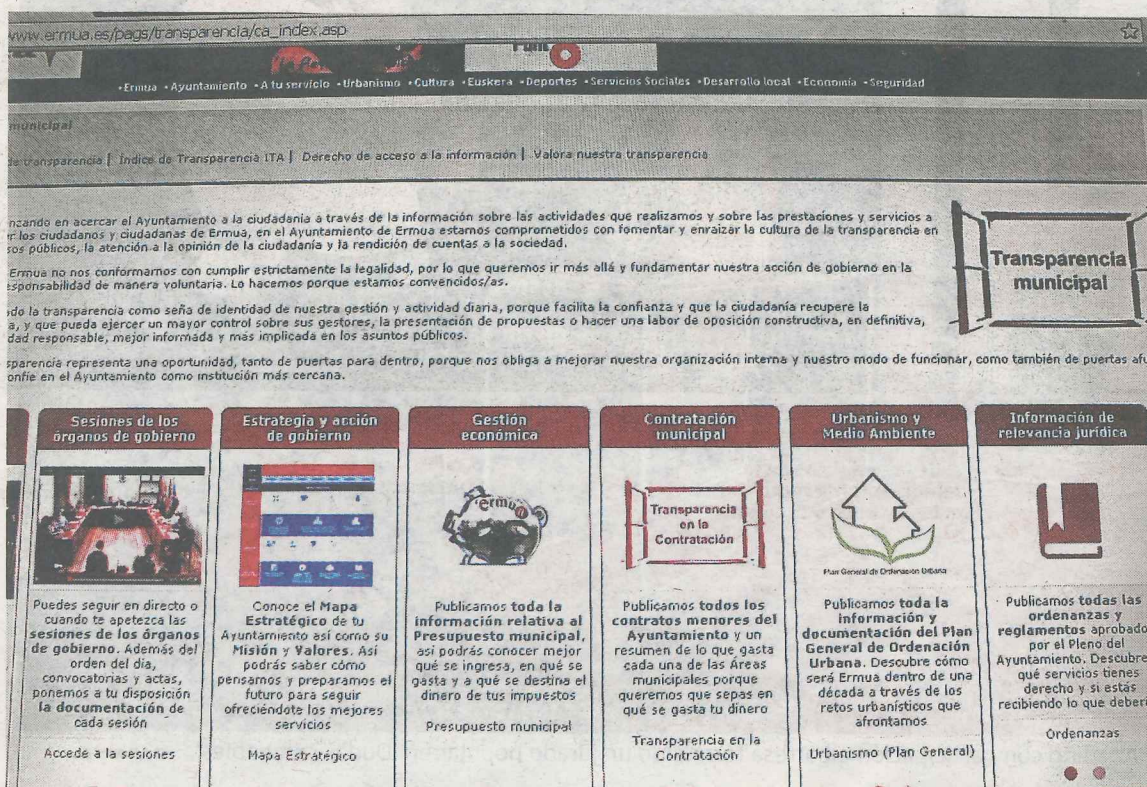 www.ermua.es/pags/transparencia/ca_index.asp
•Ermua •Ayuntamiento •A tu servicio •Urbanismo •Cultura •Euskera •Deportes •Servicios Sociales •Desarrollo local •Economía •Seguridad
municipal
de transparencia | Índice de Transparencia ITA | Derecho de acceso a la información | Valora nuestra transparencia
nzando en acercar el Ayuntamiento a la ciudadanía a través de la información sobre las actividades que realizamos y sobre las prestaciones y servicios a
er los ciudadanos y ciudadanas de Ermua, en el Ayuntamiento de Ermua estamos comprometidos con fomentar y enraizar la cultura de la transparencia en
sos públicos, la atención a la opinión de la ciudadanía y la rendición de cuentas a la sociedad.
Ermua no nos conformamos con cumplir estrictamente la legalidad, por lo que queremos ir más allá y fundamentar nuestra acción de gobierno en la
esponsabilidad de manera voluntaria. Lo hacemos porque estamos convencidos/as.
do la transparencia como seña de identidad de nuestra gestión y actividad diaria, porque facilita la confianza y que la ciudadanía recupere la
a, y que pueda ejercer un mayor control sobre sus gestores, la presentación de propuestas o hacer una labor de oposición constructiva, en definitiva,
dad responsable, mejor informada y más implicada en los asuntos públicos.
sparencia representa una oportunidad, tanto de puertas para dentro, porque nos obliga a mejorar nuestra organización interna y nuestro modo de funcionar, como también de puertas afu
onfíe en el Ayuntamiento como institución más cercana.
Transparencia
municipal
Sesiones de los
órganos de gobierno
Puedes seguir en directo o
cuando te apetezca las
sesiones de los órganos
de gobierno. Además del
orden del día,
convocatorias y actas,
ponemos a tu disposición
la documentación de
cada sesión
Accede a la sesiones
Estrategia y acción
de gobierno
Conoce el Mapa
Estratégico de tu
Ayuntamiento así como su
Misión y Valores. Así
podrás saber cómo
pensamos y preparamos el
futuro para seguir
ofreciéndote los mejores
servicios
Mapa Estratégico
Gestión
económica
ermua
Publicamos toda la
información relativa al
Presupuesto municipal,
así podrás conocer mejor
qué se ingresa, en qué se
gasta y a qué se destina el
dinero de tus impuestos
Presupuesto municipal
Contratación
municipal
Transparencia
en la
Contratación
Publicamos todos los
contratos menores del
Ayuntamiento y un
resumen de lo que gasta
cada una de las Áreas
municipales porque
queremos que sepas en
qué se gasta tu dinero
Transparencia en la
Contratación
Urbanismo y
Medio Ambiente
Plan General de Ordenación Urbana
Publicamos toda la
información y
documentación del Plan
General de Ordenación
Urbana. Descubre cómo
será Ermua dentro de una
década a través de los
retos urbanísticos que
afrontamos
Urbanismo (Plan General)
Información de
relevancia jurídica
Publicamos todas las
ordenanzas y
reglamentos aprobado
por el Pleno del
Ayuntamiento. Descubre
qué servicios tienes
derecho y si estás
recibiendo lo que deber
Ordenanzas